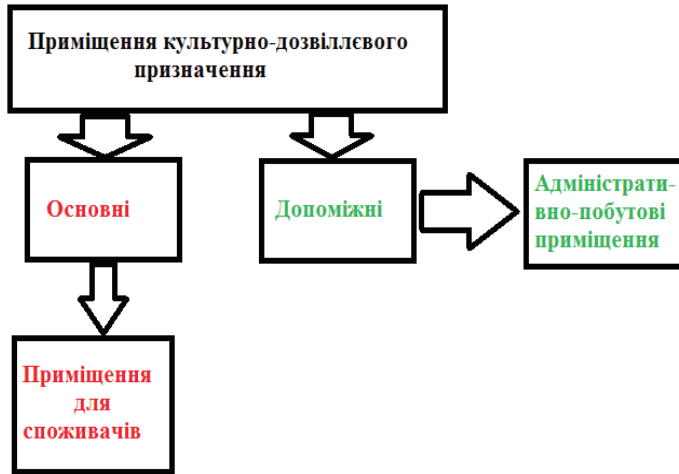 Приміщення культурно-дозвіллєвого
призначення
Основні
Допоміжні
Адміністрати-
вно-побутові
приміщення
Приміщення
для
споживачів